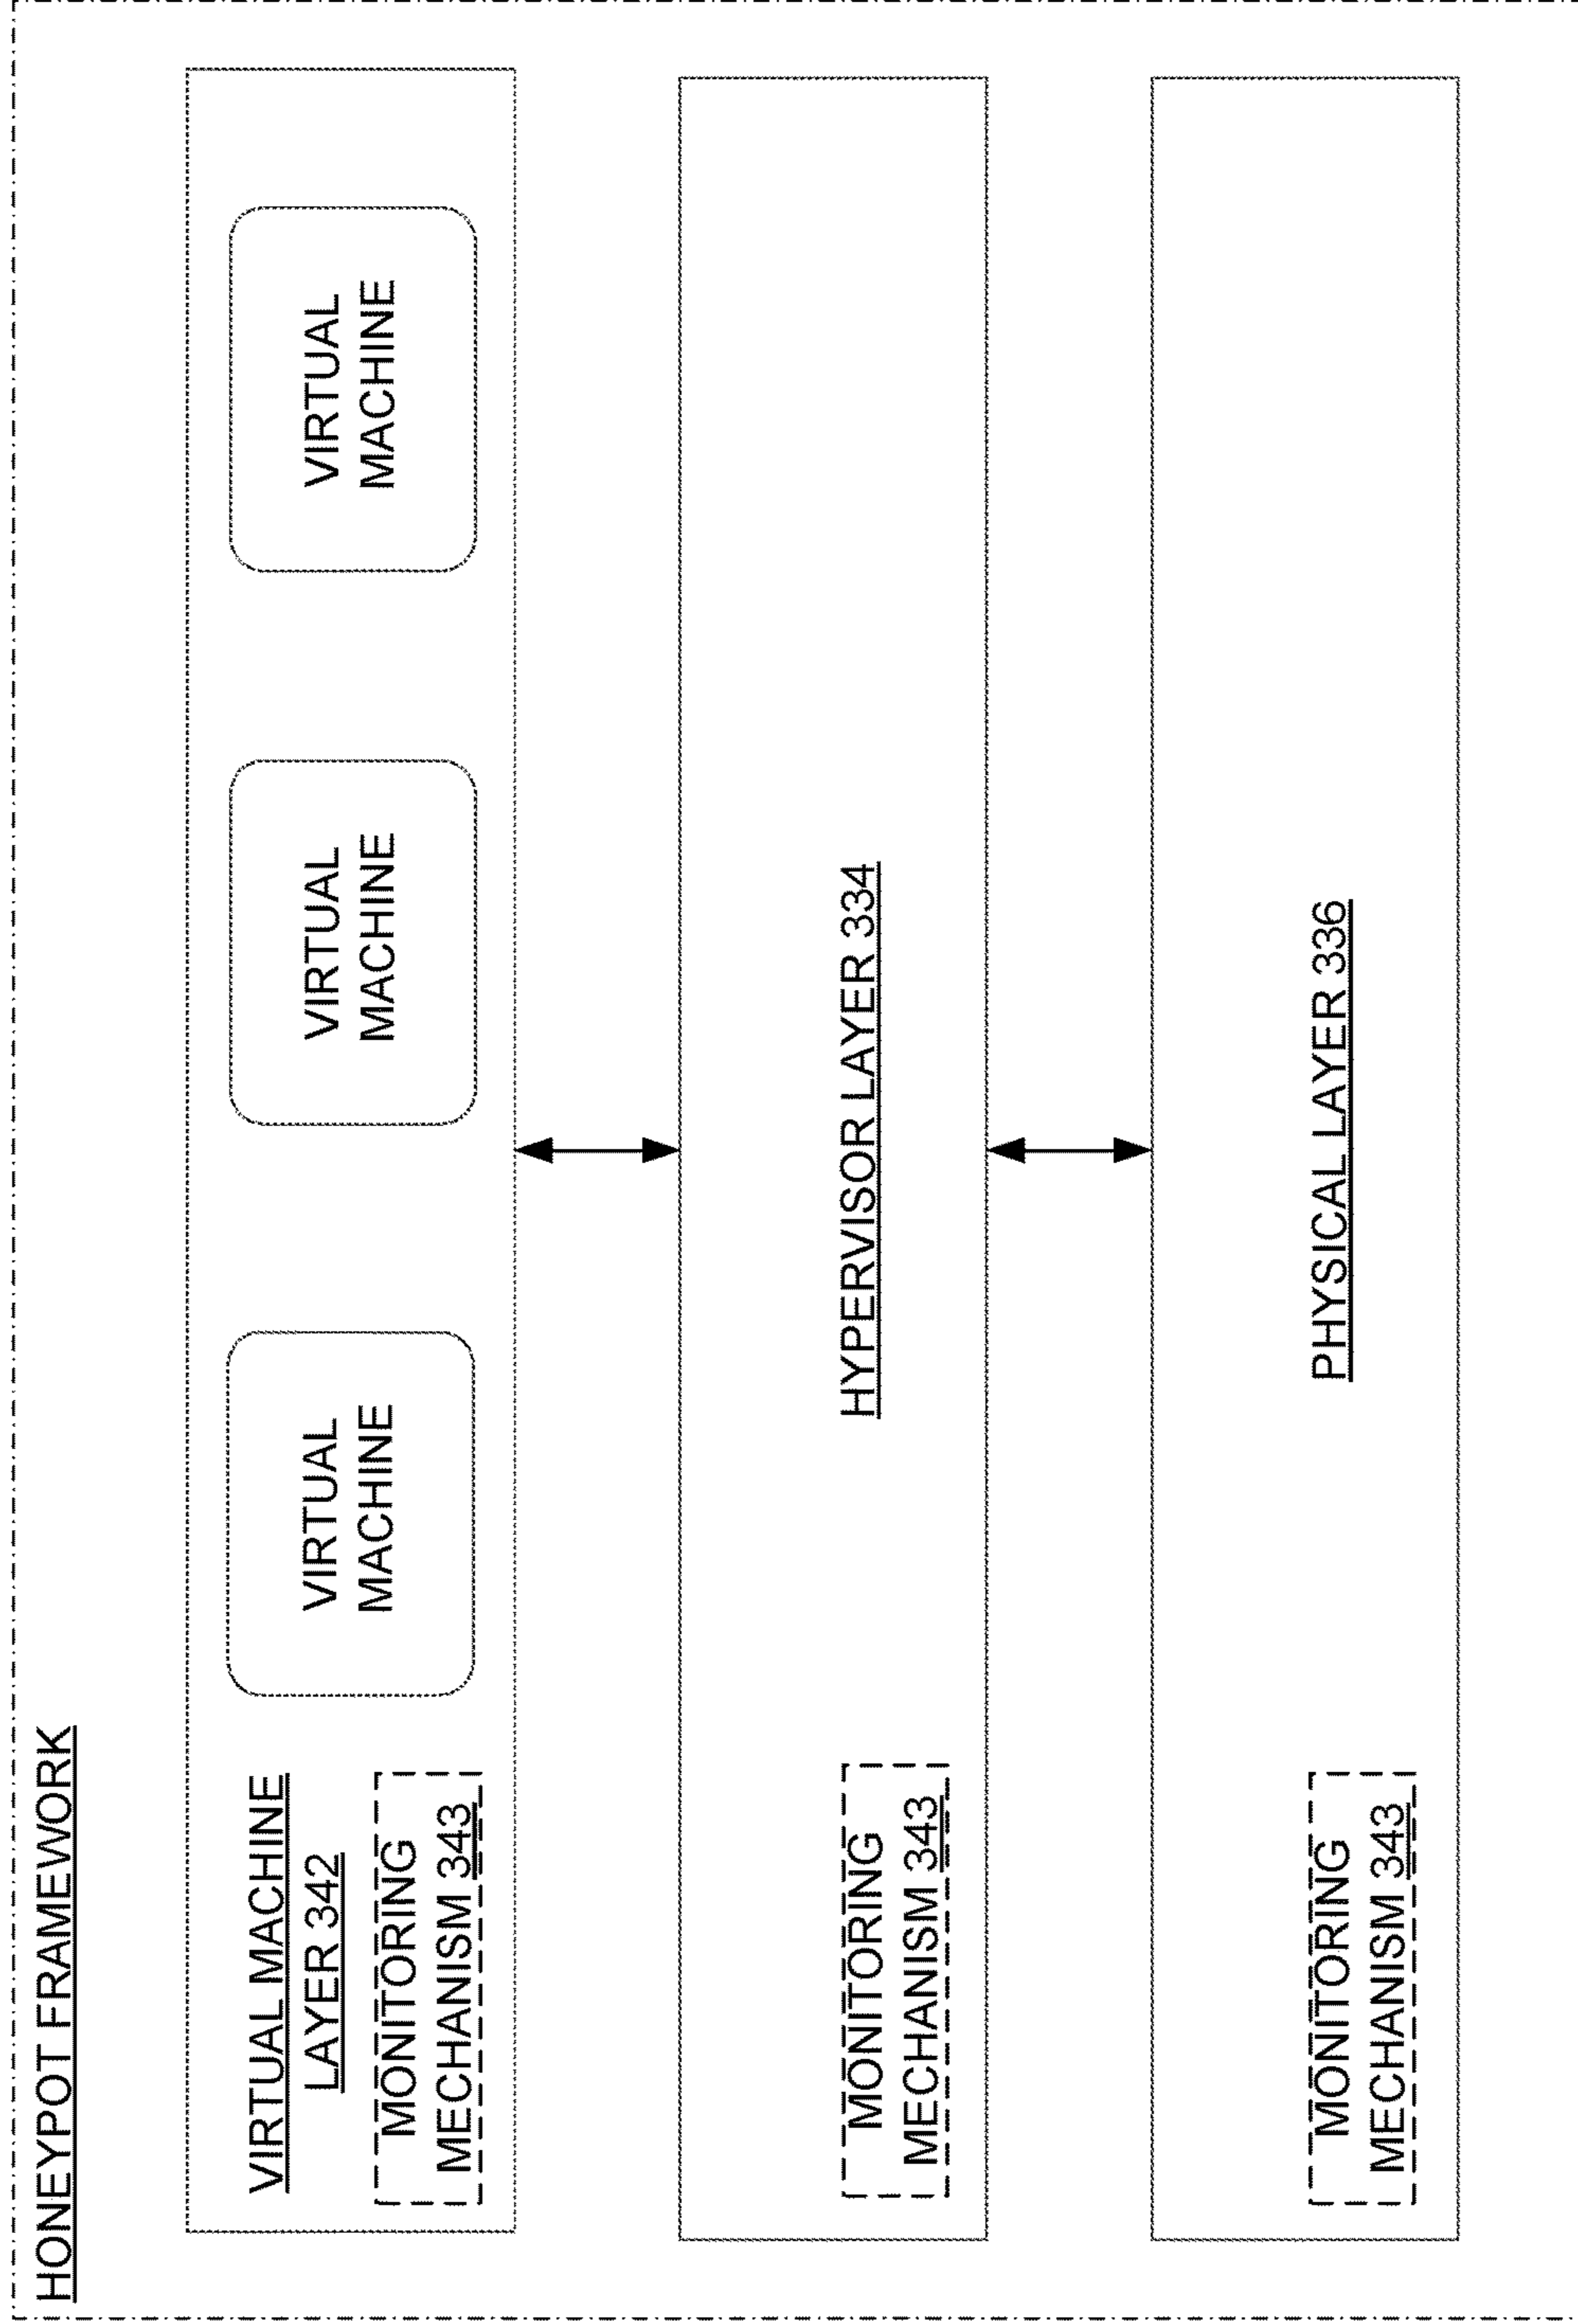 HONEYPOT FRAMEWORK
VIRTUAL MACHINE
LAYER 342
MONITORING
MECHANISM 343
VIRTUAL
MACHINE
VIRTUAL
MACHINE
VIRTUAL
MACHINE
MONITORING
MECHANISM 343
HYPERVISOR LAYER 334
MONITORING
MECHANISM 343
PHYSICAL LAYER 336